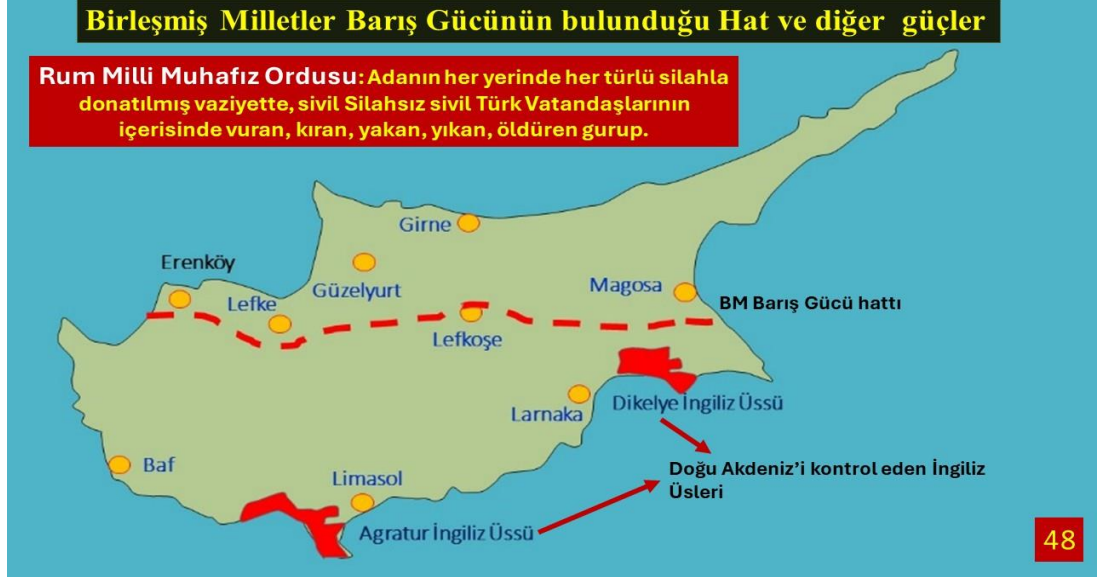 Birleşmiş Milletler Barış Gücünün bulunduğu Hat ve diğer güçler
Rum Milli Muhafız Ordusu: Adanın her yerinde her türlü silahla
donatılmış vaziyette, sivil Silahsız sivil Türk Vatandaşlarının
içerisinde vuran, kıran, yakan, yıkan, öldüren gurup.
Girne
Erenköy
Güzelyurt
Lefke
Magosa
BM Barış Gücü hattı
Lefkoşe
Dikelye İngiliz Üssü
Larnaka
Baf
Limasol
Doğu Akdeniz’i kontrol eden İngiliz
Üsleri
Agratur İngiliz Üssü
48